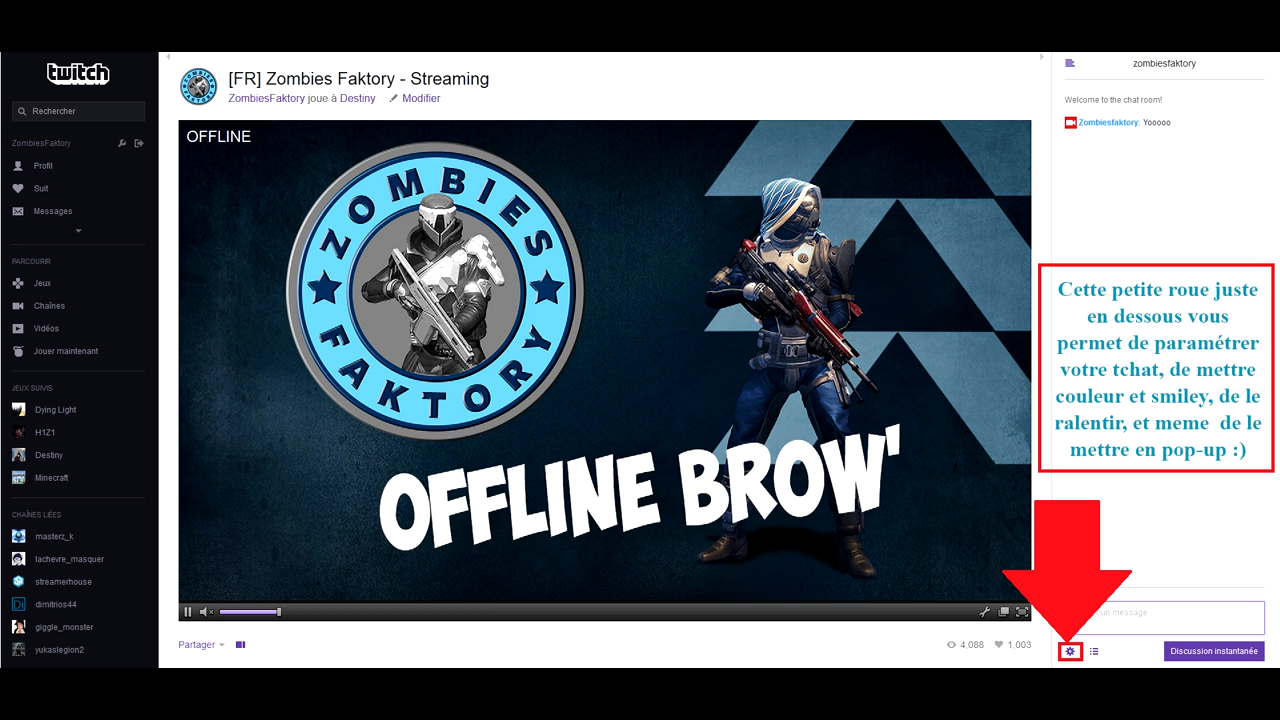 twitch
Rechercher
ZombiesFaktory
Profil
Suit
Messages
PARCOURIR
Jeux
Chaînes
Vidéos
Jouer maintenant
JEUX SUIVIS
Dying Light
H1Z1
Destiny
Minecraft
CHAÎNES LIÉES
masterz_k
lachevre_masquer
streamerhouse
dimitrios44
giggle_monster
yukaslegion2
ZOMBIES
FAKTORY
[FR] Zombies Faktory - Streaming
ZombiesFaktory joue à Destiny Modifier
OFFLINE
ZOMBIES
FAKTORY
OFFLINE BROW'
Partager
4,088 1,003
zombiesfaktory
Welcome to the chat room!
Zombiesfaktory: Yooooo
Cette petite roue juste
en dessous vous
permet de paramétrer
votre tchat, de mettre
couleur et smiley, de le
ralentir, et meme de le
mettre en pop-up :)
un message
Discussion instantanée